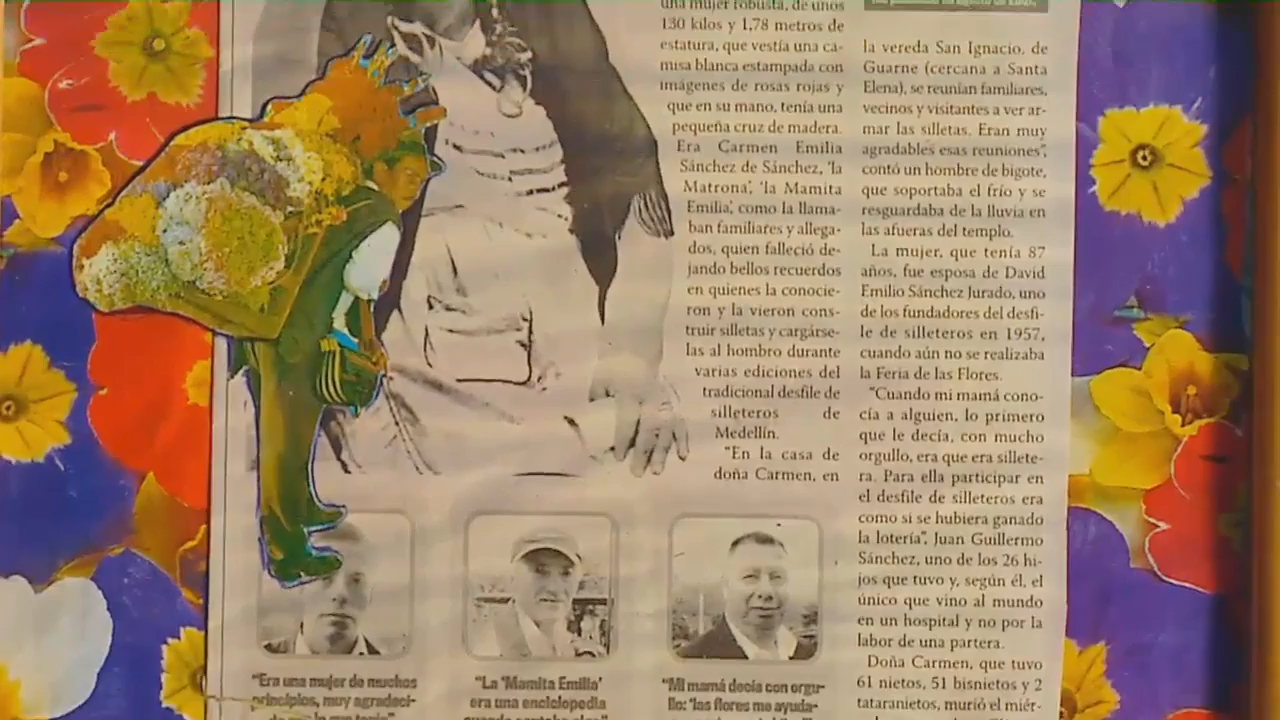 una mujer robusta, de unos
130 kilos y 1,78 metros de
estatura, que vestía una ca-
misa blanca estampada con
imágenes de rosas rojas y
que en su mano, tenía una
pequeña cruz de madera.
Era Carmen Emilia
Sánchez de Sánchez, 'la
Matrona', 'la Mamita
Emilia', como la llama-
ban familiares y allega-
dos, quien falleció de-
jando bellos recuerdos
en quienes la conocie-
ron y la vieron cons-
truir silletas y cargárse-
las al hombro durante
varias ediciones del
tradicional desfile de
silleteros de
Medellín.
"En la casa de
doña Carmen, en
la vereda San Ignacio, de
Guarne (cercana a Santa
Elena), se reunían familiares,
vecinos y visitantes a ver ar-
mar las silletas. Eran muy
agradables esas reuniones",
contó un hombre de bigote,
que soportaba el frío y se
resguardaba de la lluvia en
las afueras del templo.
La mujer, que tenía 87
años, fue esposa de David
Emilio Sánchez Jurado, uno
de los fundadores del desfi-
le de silleteros en 1957,
cuando aún no se realizaba
la Feria de las Flores.
"Cuando mi mamá cono-
cía a alguien, lo primero
que le decía, con mucho
orgullo, era que era sillete-
ra. Para ella participar en
el desfile de silleteros era
como si se hubiera ganado
la lotería", Juan Guillermo
Sánchez, uno de los 26 hi-
jos que tuvo y, según él, el
único que vino al mundo
en un hospital y no por la
labor de una partera.
Doña Carmen, que tuvo
61 nietos, 51 bisnietos y 2
tataranietos, murió el miér-
"Era una mujer de muchos
principios, muy agradeci-
"La 'Mamita Emilia'
era una enciclopedia
"Mi mamá decía con orgu-
llo: 'las flores me ayuda-